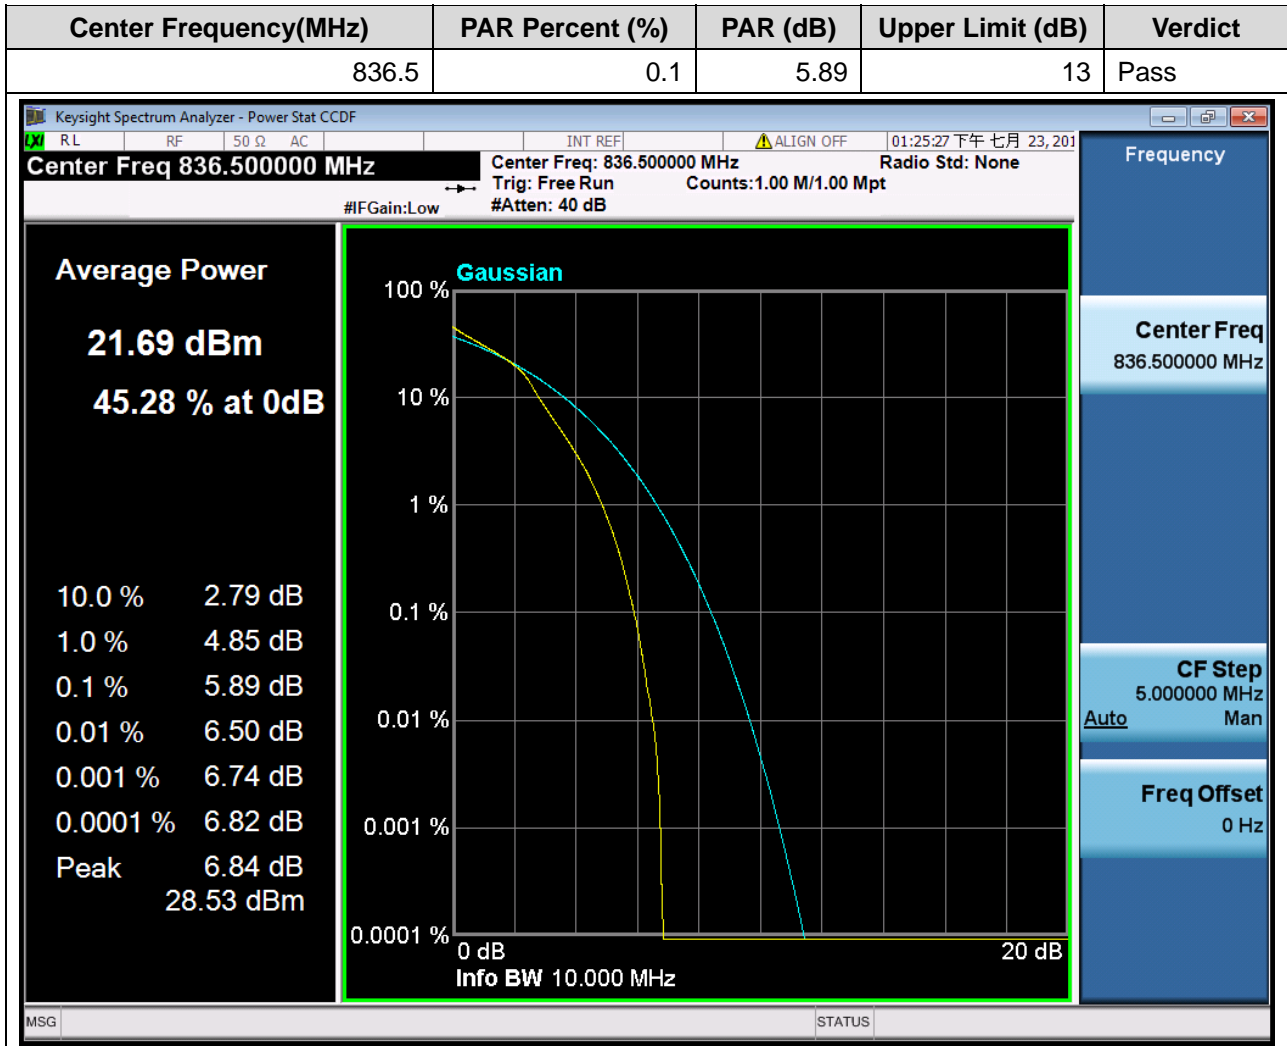 Center Frequency(MHz) PAR Percent (%) PAR (dB) Upper Limit (dB) Verdict
836.5 0.1 5.89 13 Pass
Keysight Spectrum Analyzer - Power Stat CCDF
LXI RL RF 50 Ω AC INT REF ALIGN OFF 01:25:27 下午 七月 23, 201
Center Freq 836.500000 MHz
Center Freq: 836.500000 MHz Radio Std: None
Trig: Free Run Counts:1.00 M/1.00 Mpt
#IFGain:Low #Atten: 40 dB
Average Power
21.69 dBm
45.28 % at 0dB
10.0 % 2.79 dB
1.0 % 4.85 dB
0.1 % 5.89 dB
0.01 % 6.50 dB
0.001 % 6.74 dB
0.0001 % 6.82 dB
Peak 6.84 dB
28.53 dBm
Gaussian
100 %
10 %
1 %
0.1 %
0.01 %
0.001 %
0.0001 %
0 dB 20 dB
Info BW 10.000 MHz
Frequency
Center Freq
836.500000 MHz
CF Step
5.000000 MHz
Auto Man
Freq Offset
0 Hz
MSG STATUS